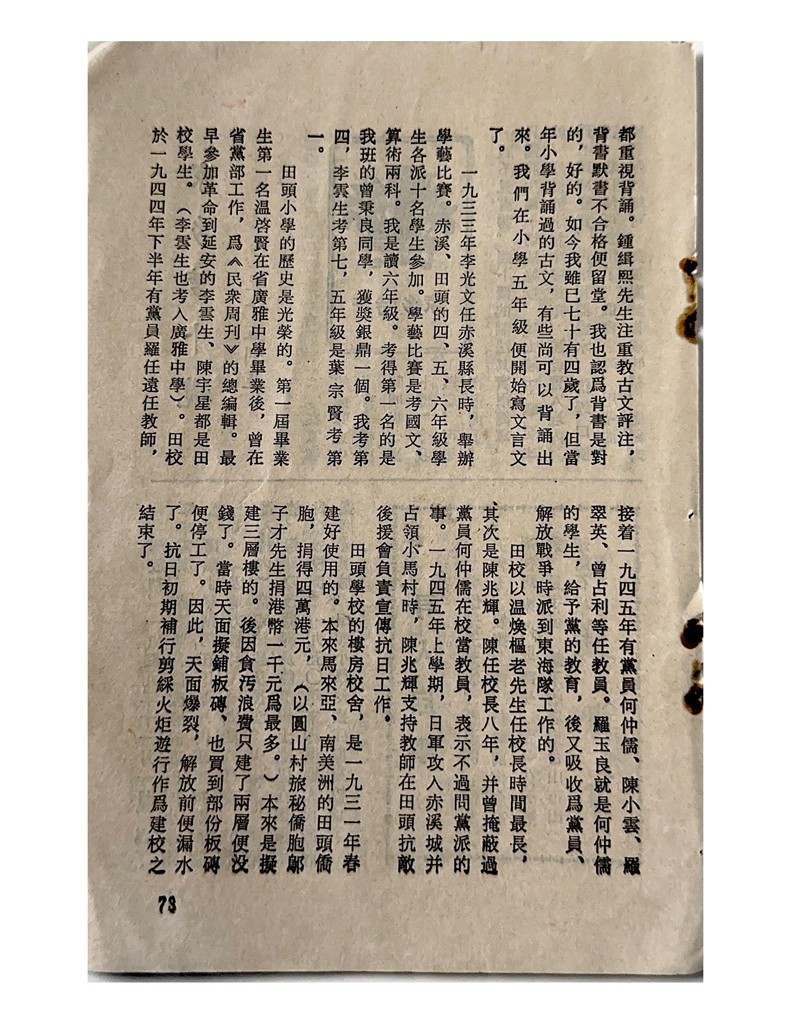 都重視背誦。鍾緝熙先生注重教古文評注，
背書默書不合格便留堂。我也認爲背書是對
的，好的。如今我雖巳七十有四歲了，但當
年小學背誦過的古文，有些尚可以背誦出
來。我們在小學五年級便開始寫文言文
了。
一九三三年李光文任赤溪縣長時，舉辦
學藝比賽。赤溪、田頭的四、五、六年級學
生各派十名學生參加。學藝比賽是考國文、
算術兩科。我是讀六年級。考得第一名的是
我班的曾秉良同學，獲獎銀鼎一個。我考第
四，李雲生考第七，五年級是葉宗賢考第
一。
田頭小學的歷史是光榮的。第一屆畢業
生第一名溫啓賢在省廣雅中學畢業後，曾在
省黨部工作，爲《民衆周刊》的總編輯。最
早參加革命到延安的李雲生、陳宇星都是田
校學生。（李雲生也考入廣雅中學）。田校
於一九四四年下半年有黨員羅任遠任教師，
接着一九四五年有黨員何仲儒、陳小雲、羅
翠英、曾占利等任教員。羅玉良就是何仲儒
的學生，給予黨的教育，後又吸收爲黨員、
解放戰爭時派到東海隊工作的。
田校以温煥樞老先生任校長時間最長，
其次是陳兆輝。陳任校長八年，并曾掩蔽過
黨員何仲儒在校當教員，表示不過問黨派的
事。一九四五年上學期，日軍攻入赤溪城并
占領小馬村時，陳兆輝支持教師在田頭抗敵
後援會負責宣傳抗日工作。
田頭學校的樓房校舍，是一九三一年春
建好使用的。本來馬來亞、南美洲的田頭僑
胞，捐得四萬港元，（以圓山村旅秘僑胞鄔
子才先生捐港幣一千元爲最多。）本來是擬
建三層樓的。後因貪汚浪費只建了兩層便没
錢了。當時天面擬鋪板磚、也買到部份板磚
便停工了。因此，天面爆裂，解放前便漏水
了。抗日初期補行剪綵火炬遊行作爲建校之
結束了。
73